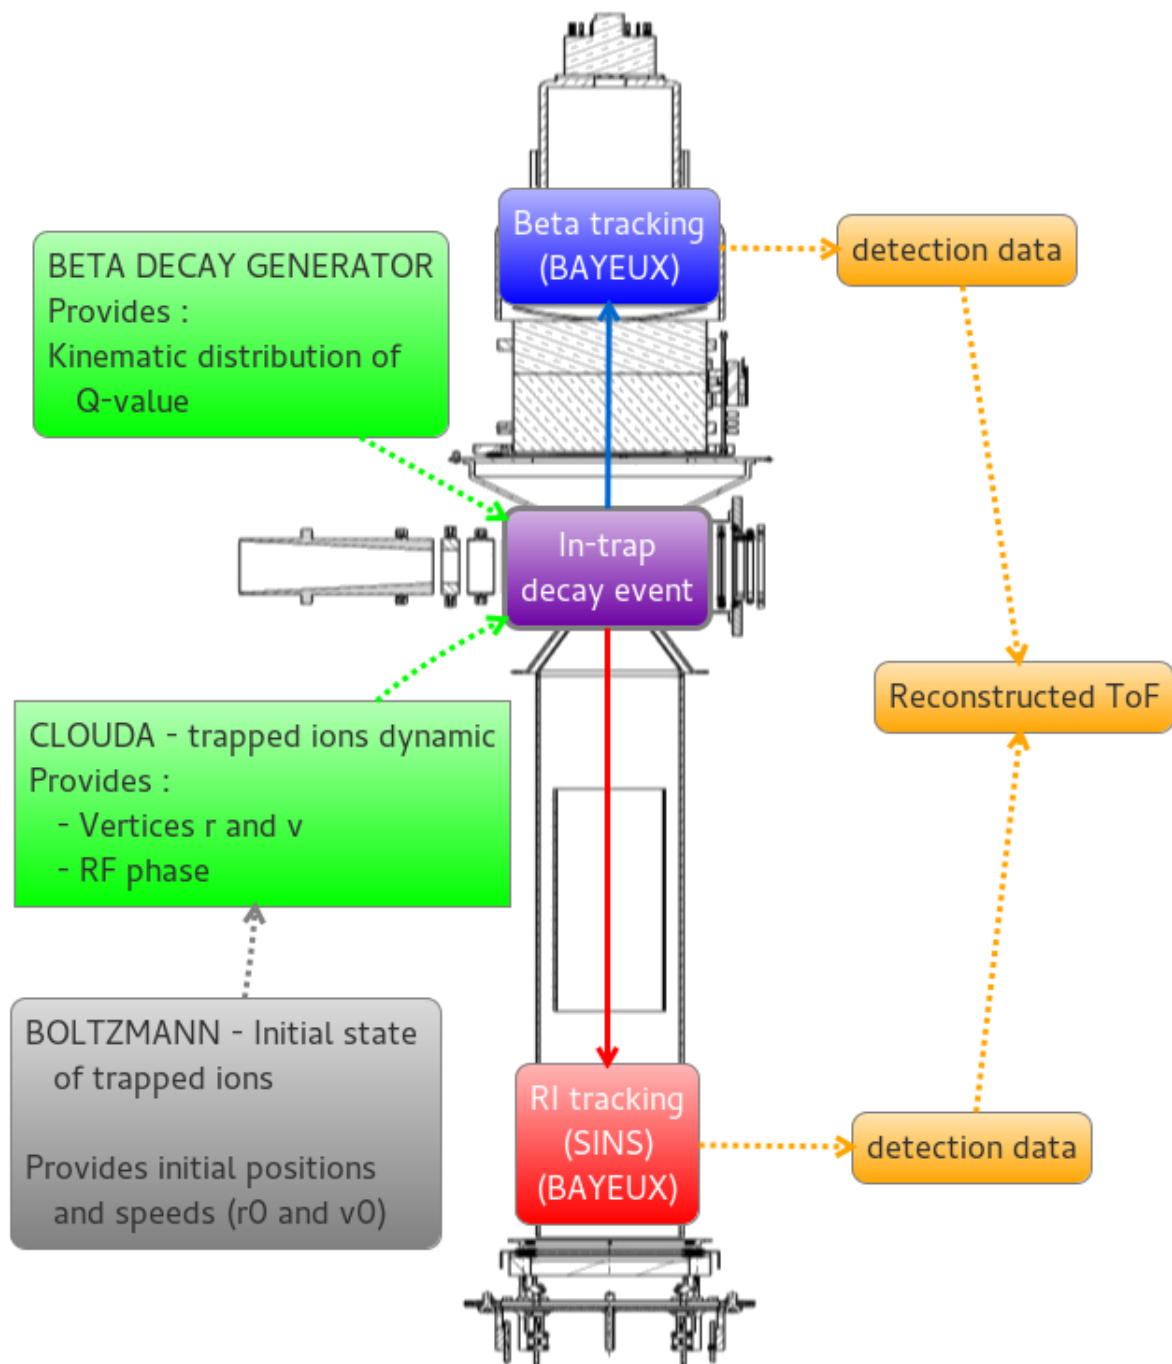 Beta tracking
(BAYEUX)
detection data
BETA DECAY GENERATOR
Provides :
Kinematic distribution of
Q-value
In-trap
decay event
Reconstructed ToF
CLOUDA - trapped ions dynamic
Provides :
- Vertices r and v
- RF phase
BOLTZMANN - Initial state
of trapped ions
Provides initial positions
and speeds (r0 and v0)
RI tracking
(SINS)
(BAYEUX)
detection data